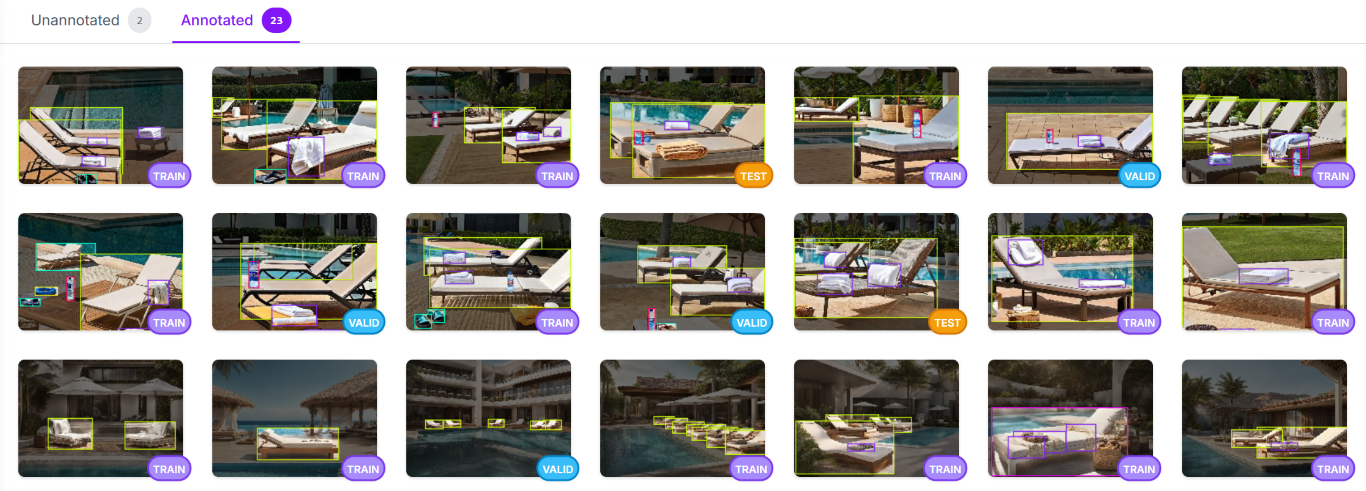 Unannotated 2 Annotated 23
TRAIN TRAIN TRAIN TEST TRAIN VALID TRAIN
TRAIN VALID TRAIN VALID TEST TRAIN TRAIN
TRAIN TRAIN VALID TRAIN TRAIN TRAIN TRAIN